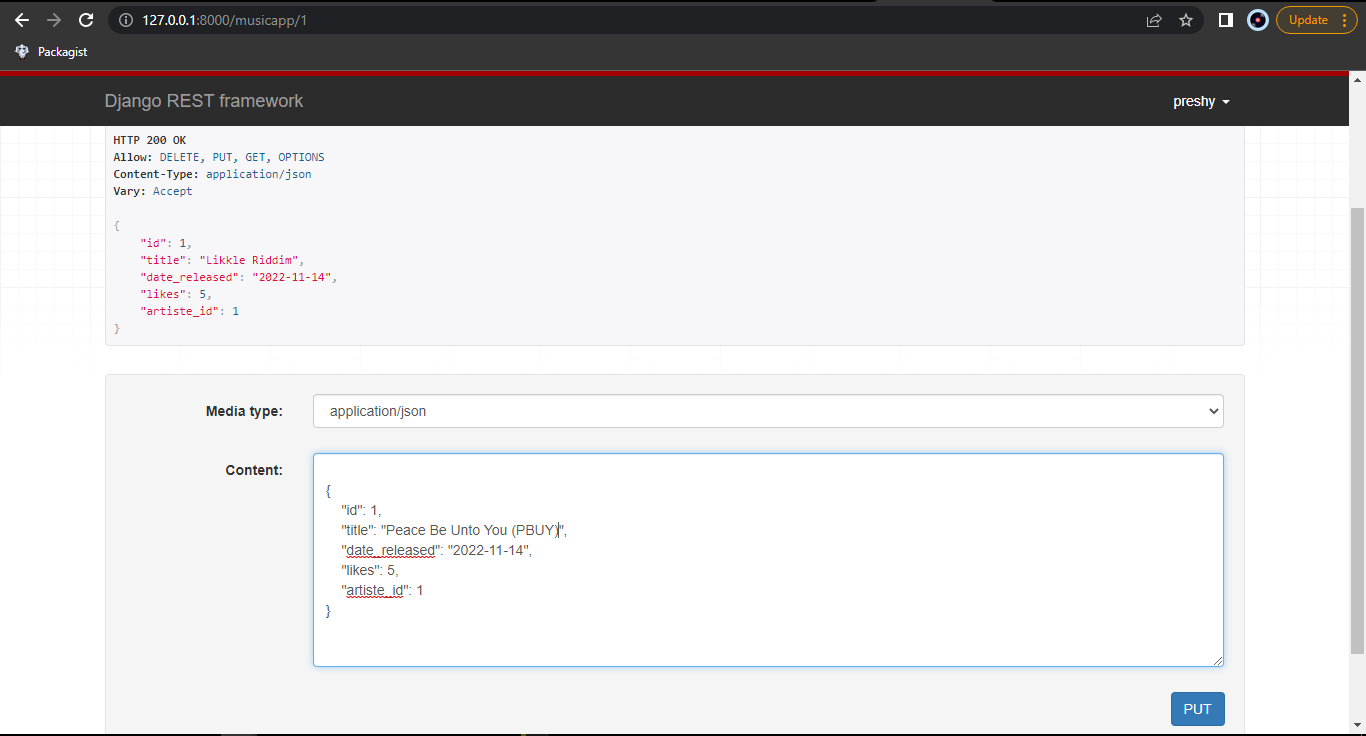 127.0.0.1:8000/musicapp/1
Update
Packagist
Django REST framework
preshy
HTTP 200 OK
Allow: DELETE, PUT, GET, OPTIONS
Content-Type: application/json
Vary: Accept
{
"id": 1,
"title": "Likkle Riddim",
"date_released": "2022-11-14",
"likes": 5,
"artiste_id": 1
}
Media type:
application/json
Content:
{
"id": 1,
"title": "Peace Be Unto You (PBUY)",
"date_released": "2022-11-14",
"likes": 5,
"artiste_id": 1
}
PUT